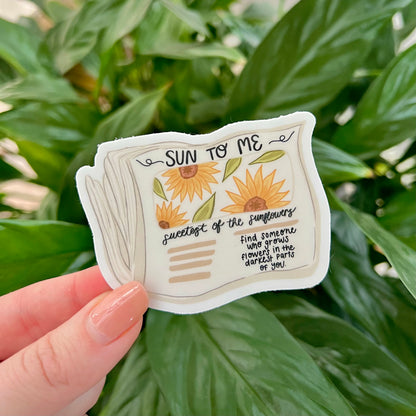 SUN TO ME
sweetest of the sunflowers
find someone
who grows
flowers in the
darkest parts
of you.